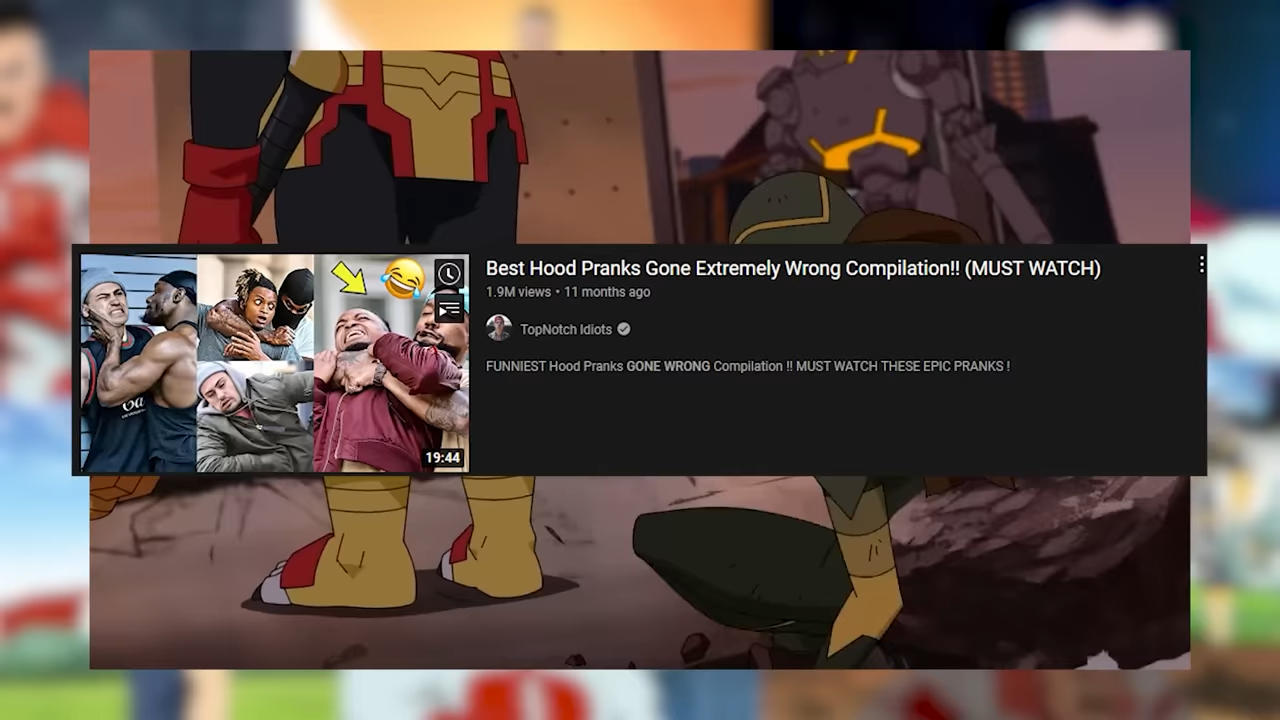 Best Hood Pranks Gone Extremely Wrong Compilation!! (MUST WATCH)
1.9M views • 11 months ago
TopNotch Idiots
FUNNIEST Hood Pranks GONE WRONG Compilation !! MUST WATCH THESE EPIC PRANKS !
19:44